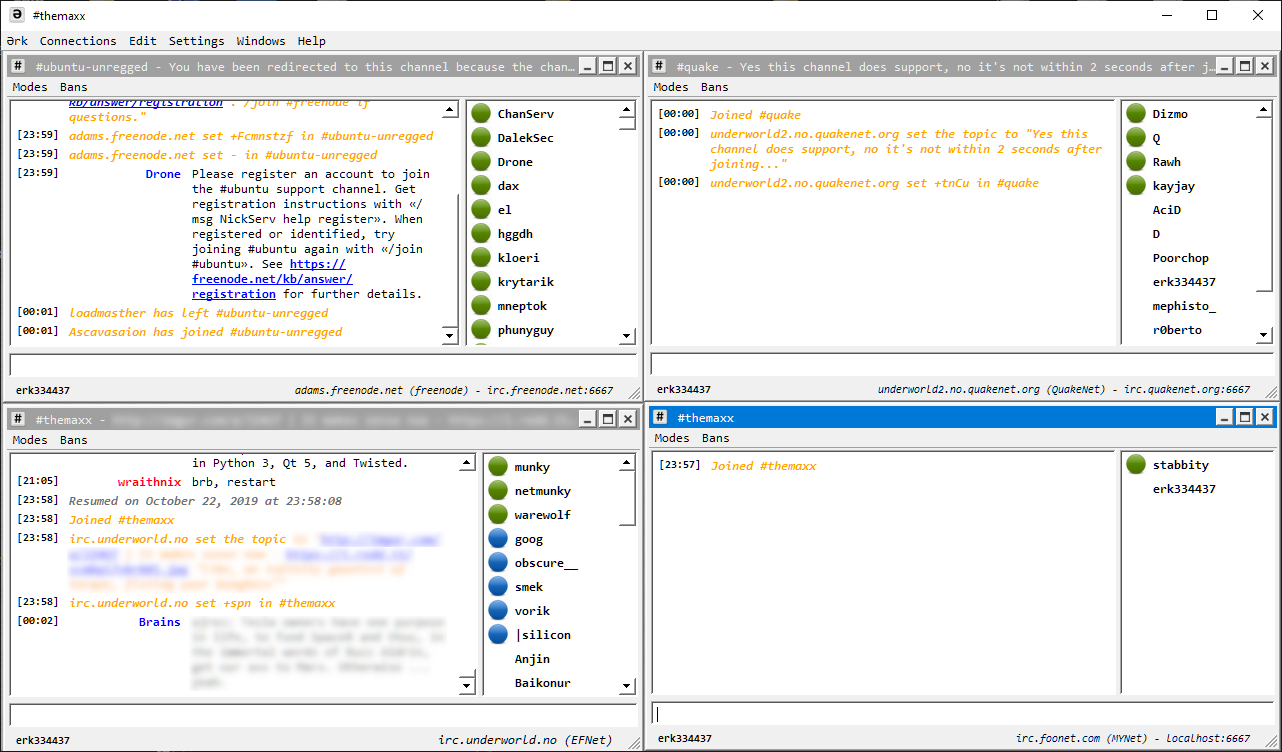 #themaxx
Ərk Connections Edit Settings Windows Help
#ubuntu-unregged - You have been redirected to this channel because the chan…
Modes Bans
kb/answer/registration . /join #freenode if
questions."
[23:59] adams.freenode.net set +Fcmnstzf in #ubuntu-unregged
[23:59] adams.freenode.net set - in #ubuntu-unregged
[23:59] Drone Please register an account to join
the #ubuntu support channel. Get
registration instructions with «/
msg NickServ help register». When
registered or identified, try
joining #ubuntu again with «/join
#ubuntu». See https://
freenode.net/kb/answer/
registration for further details.
[00:01] loadmasther has left #ubuntu-unregged
[00:01] Ascavasaion has joined #ubuntu-unregged
ChanServ
DalekSec
Drone
dax
el
hggdh
kloeri
krytarik
mneptok
phunyguy
erk334437 adams.freenode.net (freenode) - irc.freenode.net:6667
#quake - Yes this channel does support, no it's not within 2 seconds after j…
Modes Bans
[00:00] Joined #quake
[00:00] underworld2.no.quakenet.org set the topic to "Yes this
channel does support, no it's not within 2 seconds after
joining..."
[00:00] underworld2.no.quakenet.org set +tnCu in #quake
Dizmo
Q
Rawh
kayjay
AciD
D
Poorchop
erk334437
mephisto_
r0berto
erk334437 underworld2.no.quakenet.org (QuakeNet) - irc.quakenet.org:6667
#themaxx -
Modes Bans
in Python 3, Qt 5, and Twisted.
[21:05] wraithnix brb, restart
[23:58] Resumed on October 22, 2019 at 23:58:08
[23:58] Joined #themaxx
[23:58] irc.underworld.no set the topic
[23:58] irc.underworld.no set +spn in #themaxx
[00:02] Brains
munky
netmunky
warewolf
goog
obscure__
smek
vorik
|silicon
Anjin
Baikonur
erk334437 irc.underworld.no (EFNet)
#themaxx
Modes Bans
[23:57] Joined #themaxx
stabbity
erk334437
erk334437 irc.foonet.com (MYNet) - localhost:6667